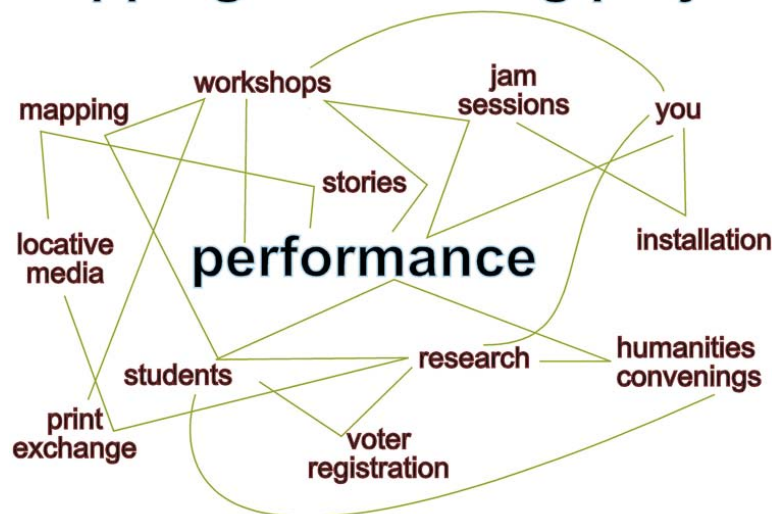 workshops
jam
sessions
mapping
you
stories
locative
media
performance
installation
students
research
humanities
convenings
print
exchange
voter
registration